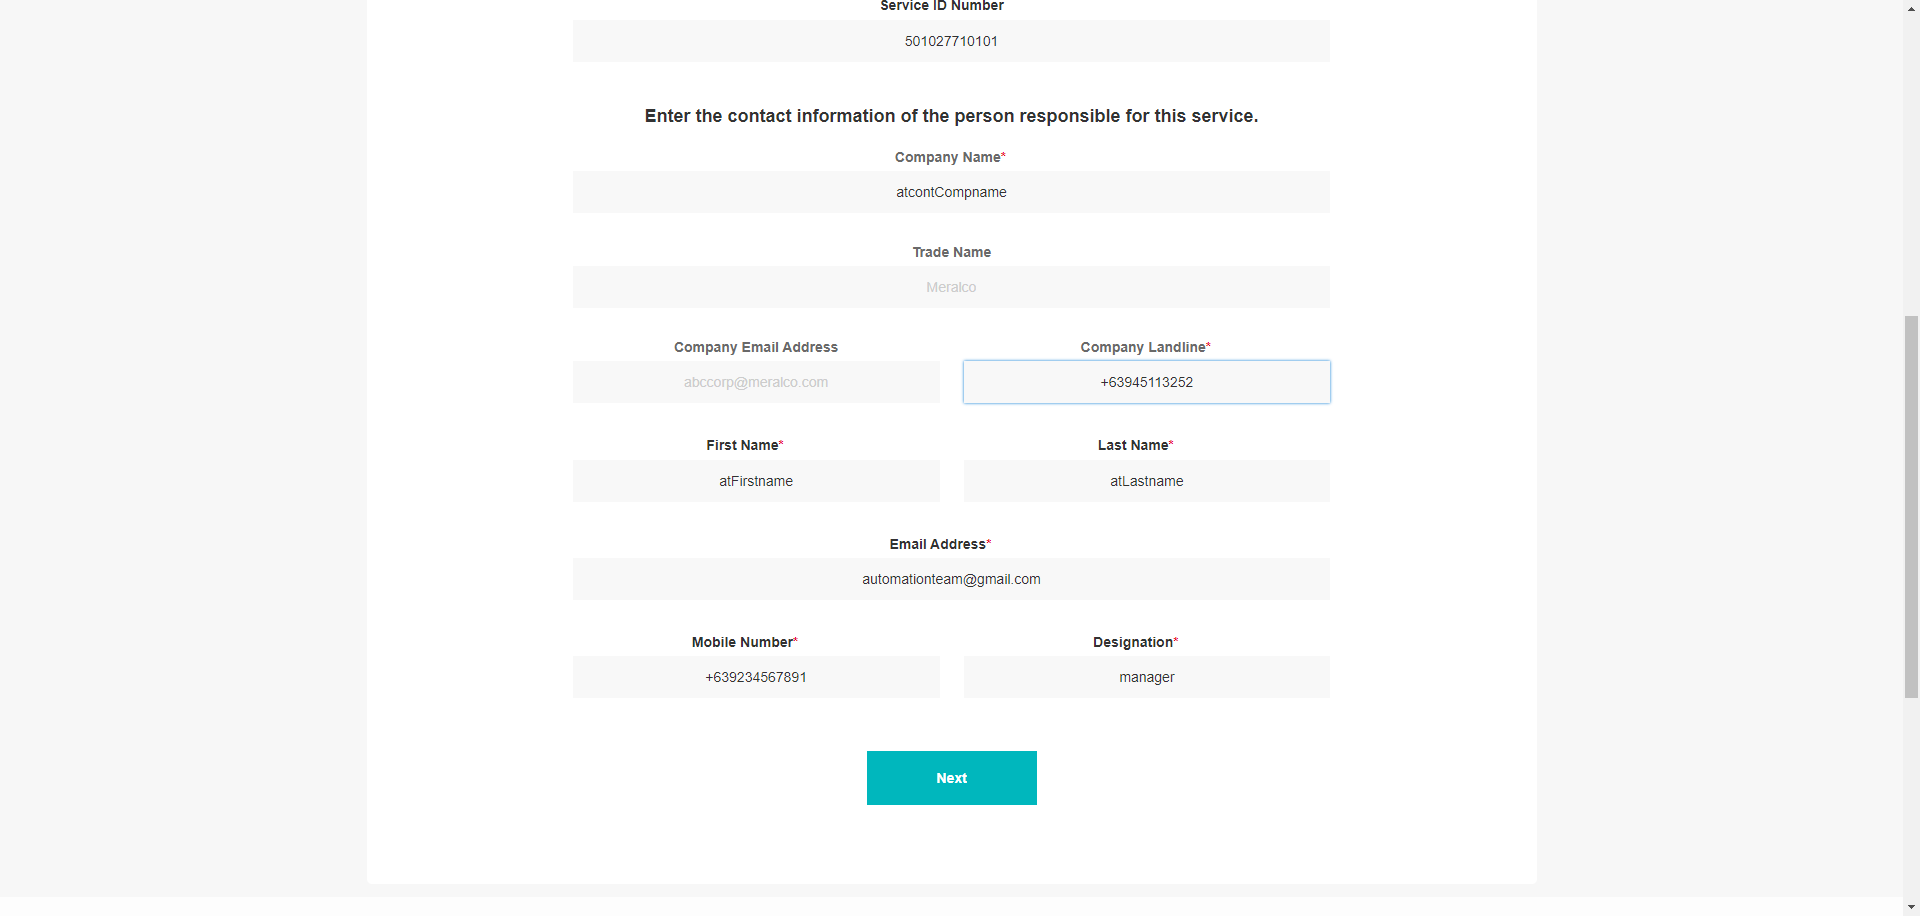 Service ID Number
501027710101
Enter the contact information of the person responsible for this service.
Company Name*
atcontCompname
Trade Name
Meralco
Company Email Address
Company Landline*
abccorp@meralco.com
+63945113252
First Name*
Last Name*
atFirstname
atLastname
Email Address*
automationteam@gmail.com
Mobile Number*
Designation*
+639234567891
manager
Next